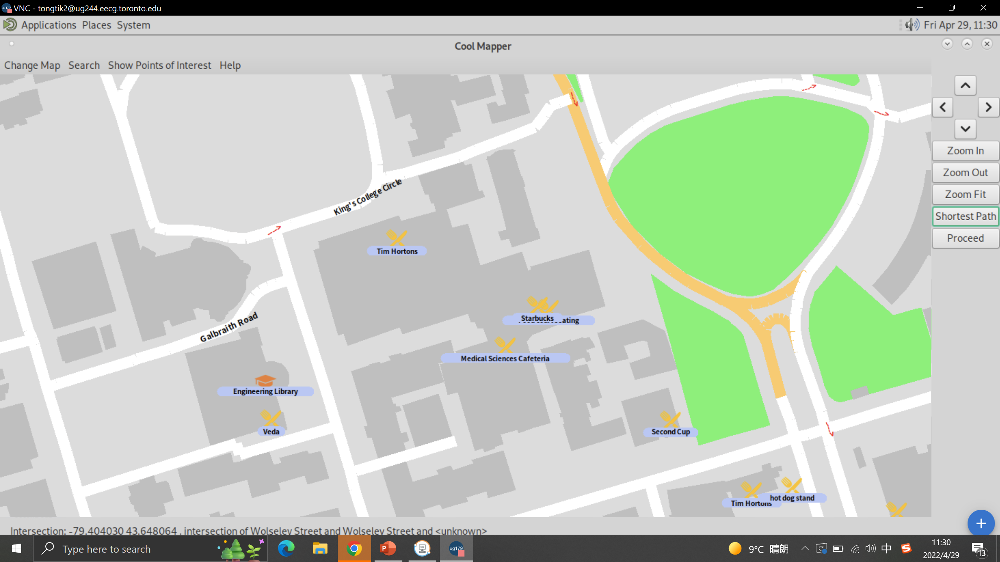 ug179 VNC - tongtik2@ug244.eecg.toronto.edu
Applications Places System Fri Apr 29, 11:30
Cool Mapper
Change Map Search Show Points of Interest Help
Zoom In
Zoom Out
Zoom Fit
Shortest Path
Proceed
King's College Circle
Tim Hortons
Starbucks
Galbraith Road
Medical Sciences Cafeteria
Engineering Library
Veda
Second Cup
hot dog stand
Tim Hortons
Intersection: -79.404030 43.648064 , intersection of Wolseley Street and Wolseley Street and <unknown>
Type here to search
ug179
9°C 晴朗
中
11:30
2022/4/29
13